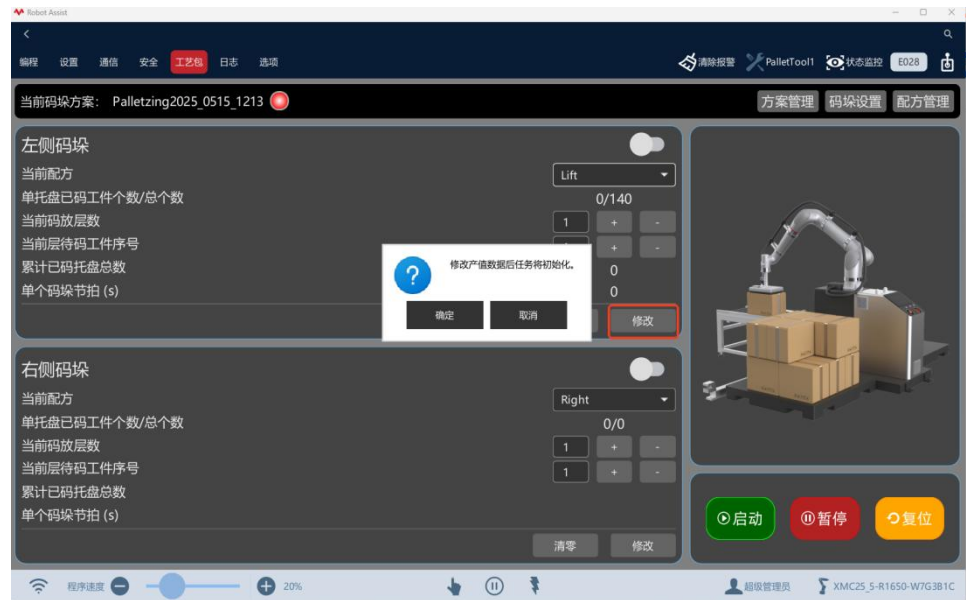 Robot Assist
编程 设置 通信 安全 工艺包 日志 选项 清除报警 PalletTool1 状态监控 E028
当前码垛方案: Palletzing2025_0515_1213 方案管理 码垛设置 配方管理
左侧码垛
当前配方 Lift
单托盘已码工件个数/总个数 0/140
当前码放层数 1 + -
当前层待码工件序号 + -
修改产值数据后任务将初始化。
累计已码托盘总数 0
单个码垛节拍 (s) 0
确定 取消
修改
右侧码垛
当前配方 Right
单托盘已码工件个数/总个数 0/0
当前码放层数 1 + -
当前层待码工件序号 1 + -
累计已码托盘总数
单个码垛节拍 (s)
清零 修改
启动 暂停 复位
程序速度 20% 超级管理员 XMC25_5-R1650-W7G3B1C